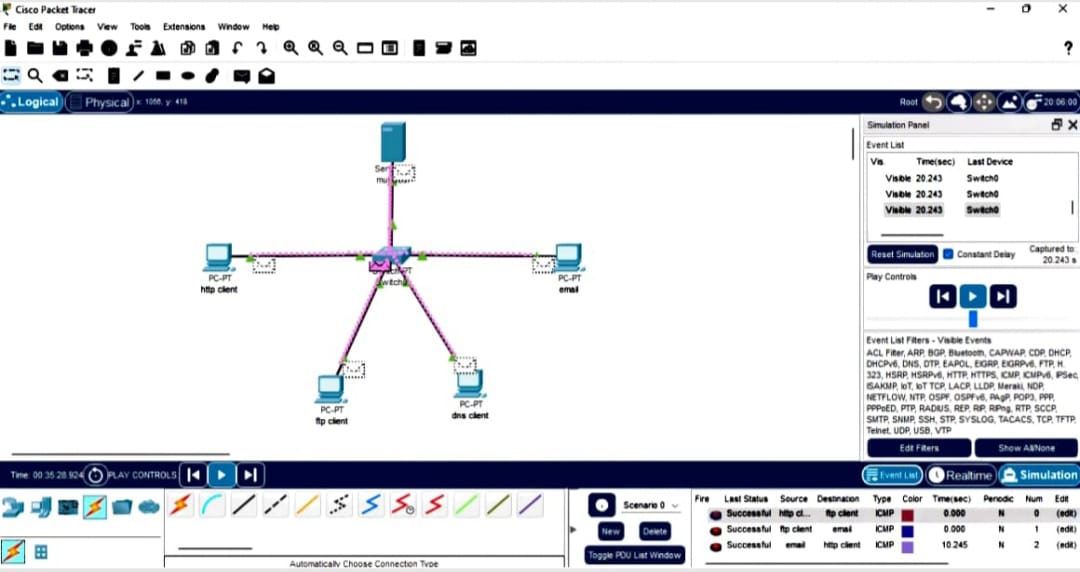 Cisco Packet Tracer
File Edit Options View Tools Extensions Window Help
?
Logical Physical x: 1056, y: 418 Root 20:06:00
Simulation Panel
Event List
Vis. Time(sec) Last Device
Visible 20.243 Switch0
Visible 20.243 Switch0
Visible 20.243 Switch0
Reset Simulation Constant Delay Captured to:
20.243 s
Play Controls
Event List Filters - Visible Events
ACL Filter, ARP, BGP, Bluetooth, CAPWAP, CDP, DHCP,
DHCPv6, DNS, DTP, EAPOL, EIGRP, EIGRPv6, FTP, H.
323, HSRP, HSRPv6, HTTP, HTTPS, ICMP, ICMPv6, IPSec,
ISAKMP, IoT, IoT TCP, LACP, LLDP, Meraki, NDP,
NETFLOW, NTP, OSPF, OSPFv6, PAgP, POP3, PPP,
PPPoED, PTP, RADIUS, REP, RIP, RIPng, RTP, SCCP,
SMTP, SNMP, SSH, STP, SYSLOG, TACACS, TCP, TFTP,
Telnet, UDP, USB, VTP
Edit Filters Show All/None
PC-PT
http client
PC-PT
email
PC-PT
ftp client
PC-PT
dns client
Time: 00:35:28.924 PLAY CONTROLS: Event List Realtime Simulation
Scenario 0
New Delete
Toggle PDU List Window
Automatically Choose Connection Type
Fire Last Status Source Destination Type Color Time(sec) Periodic Num Edit
Successful http cl... ftp client ICMP 0.000 N 0 (edit)
Successful ftp client email ICMP 0.000 N 1 (edit)
Successful email http client ICMP 10.245 N 2 (edit)